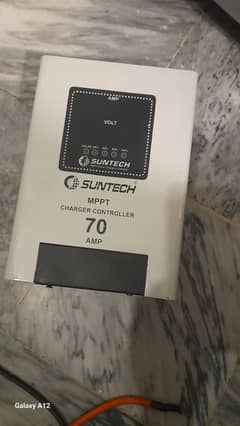 AMP
VOLT
SUNTECH
SUNTECH
MPPT
CHARGER CONTROLLER
70
AMP
Galaxy A12